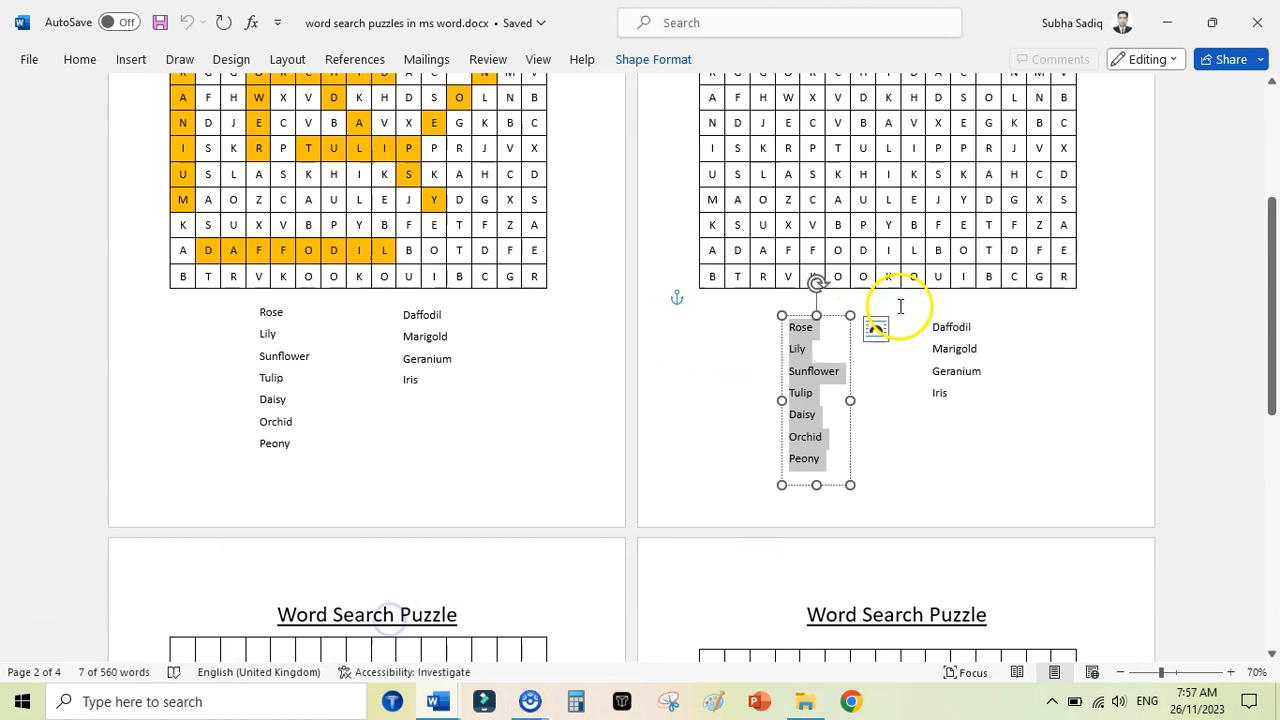 AutoSave Off word search puzzles in ms word.docx • Saved Search Subha Sadiq
File Home Insert Draw Design Layout References Mailings Review View Help Shape Format Comments Editing Share
A F H W X V D K H D S O L N B
N D J E C V B A V X E G K B C
I S K R P T U L I P P R J V X
U S L A S K H I K S K A H C D
M A O Z C A U L E J Y D G X S
K S U X V B P Y B F E T F Z A
A D A F F O D I L B O T D F E
B T R V K O O K O U I B C G R
Rose
Lily
Sunflower
Tulip
Daisy
Orchid
Peony
Daffodil
Marigold
Geranium
Iris
A F H W X V D K H D S O L N B
N D J E C V B A V X E G K B C
I S K R P T U L I P P R J V X
U S L A S K H I K S K A H C D
M A O Z C A U L E J Y D G X S
K S U X V B P Y B F E T F Z A
A D A F F O D I L B O T D F E
B T R V K O O K O U I B C G R
Rose
Lily
Sunflower
Tulip
Daisy
Orchid
Peony
Daffodil
Marigold
Geranium
Iris
Word Search Puzzle
Word Search Puzzle
Page 2 of 4 7 of 560 words English (United Kingdom) Accessibility: Investigate Focus 70%
Type here to search ENG 7:57 AM
26/11/2023